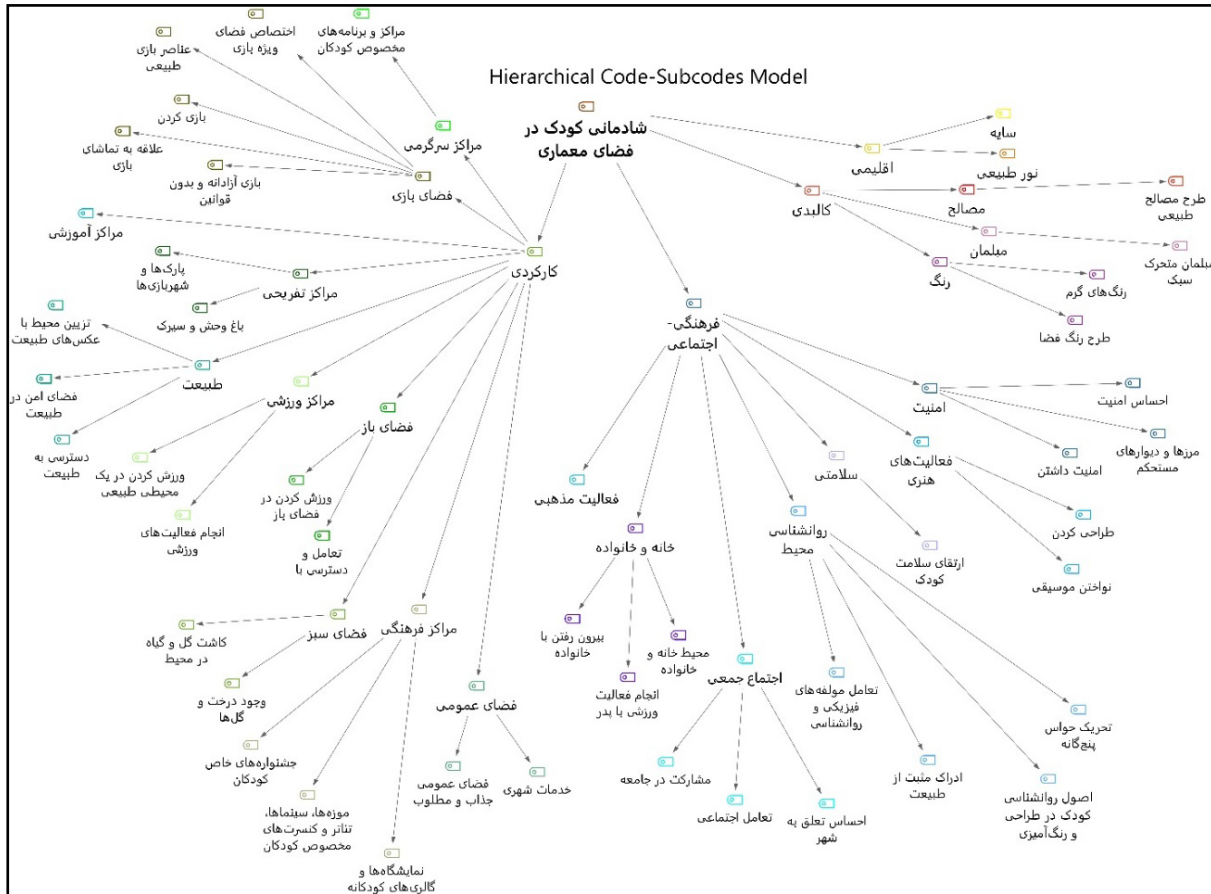 Hierarchical Code-Subcodes Model
شادمانی کودک در
فضای معماری
اقلیمی
سایه
نور طبیعی
کالبدی
مصالح
طرح مصالح
طبیعی
مبلمان
مبلمان متحرک
سبک
رنگ
رنگ‌های گرم
طرح رنگ فضا
فرهنگی-
اجتماعی
امنیت
احساس امنیت
مرزها و دیوارهای
مستحکم
امنیت داشتن
فعالیت‌های
هنری
طراحی کردن
نواختن موسیقی
سلامتی
ارتقای سلامت
کودک
روانشناسی
محیط
تحریک حواس
پنج‌گانه
اصول روانشناسی
کودک در طراحی
و رنگ‌آمیزی
ادراک مثبت از
طبیعت
تعامل مولفه‌های
فیزیکی و
روانشناسی
اجتماع جمعی
احساس تعلق به
شهر
تعامل اجتماعی
مشارکت در جامعه
خانه و خانواده
محیط خانه و
خانواده
انجام فعالیت
ورزشی با پدر
بیرون رفتن با
خانواده
فعالیت مذهبی
کارکردی
مراکز سرگرمی
مراکز و برنامه‌های
مخصوص کودکان
فضای بازی
اختصاص فضای
ویژه بازی
عناصر بازی
طبیعی
بازی کردن
علاقه به تماشای
بازی
بازی آزادانه و بدون
قوانین
مراکز آموزشی
مراکز تفریحی
پارک‌ها و
شهربازی‌ها
باغ وحش و سیرک
طبیعت
تزیین محیط با
عکس‌های طبیعت
فضای امن در
طبیعت
دسترسی به
طبیعت
مراکز ورزشی
ورزش کردن در یک
محیطی طبیعی
انجام فعالیت‌های
ورزشی
فضای باز
ورزش کردن در
فضای باز
تعامل و
دسترسی با
فضای سبز
کاشت گل و گیاه
در محیط
وجود درخت و
گل‌ها
مراکز فرهنگی
جشنواره‌های خاص
کودکان
موزه‌ها، سینماها،
تئاتر و کنسرت‌های
مخصوص کودکان
نمایشگاه‌ها و
گالری‌های کودکانه
فضای عمومی
فضای عمومی
جذاب و مطلوب
خدمات شهری